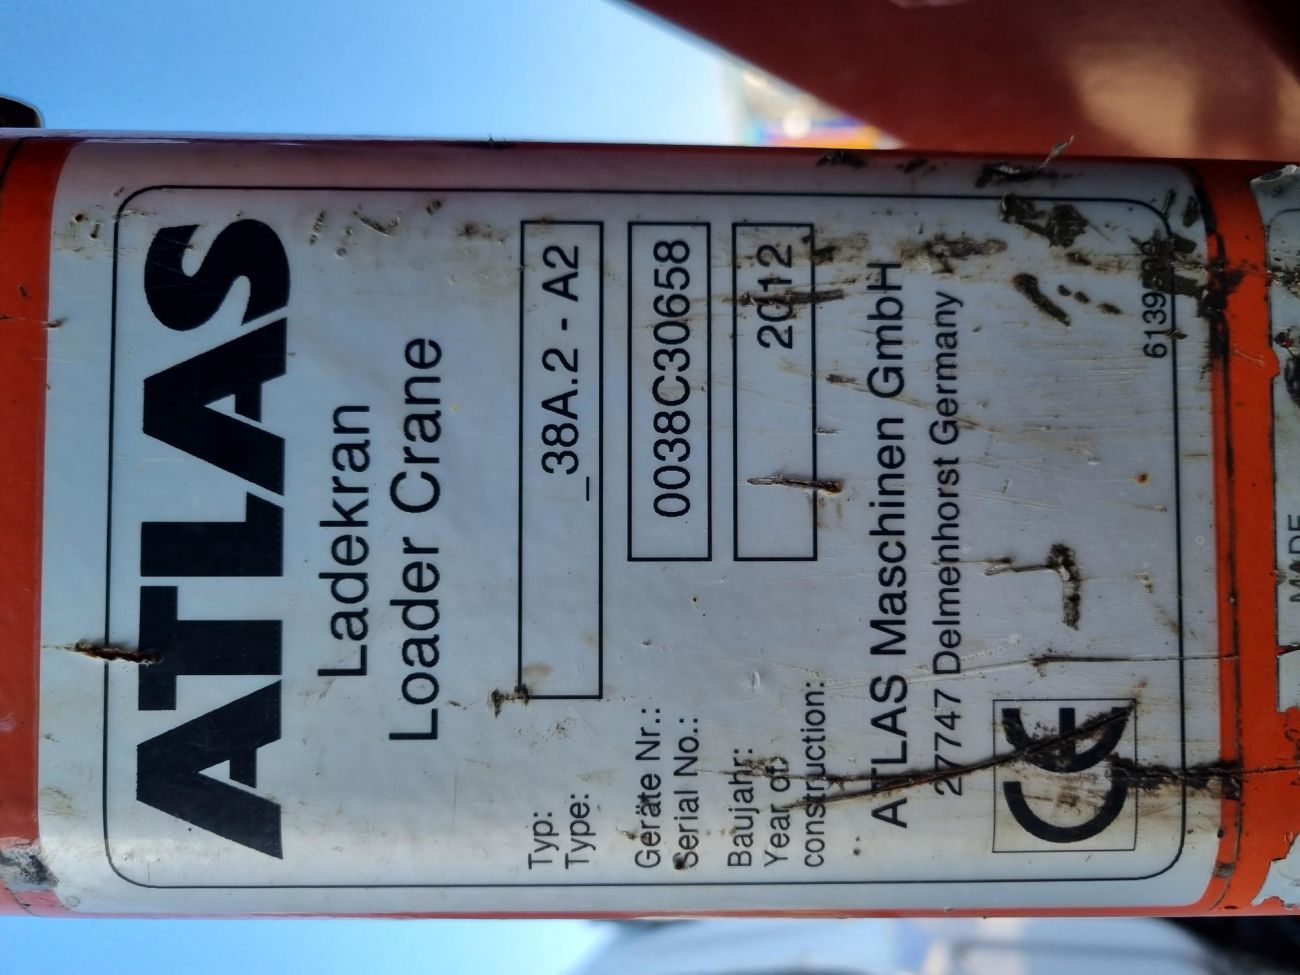 ATLAS
Ladekran
Loader Crane
Typ:
Type:
_38A.2 - A2
Geräte Nr.:
Serial No.:
0038C30658
Baujahr:
Year of
construction:
2012
ATLAS Maschinen GmbH
27747 Delmenhorst Germany
CE
MADE